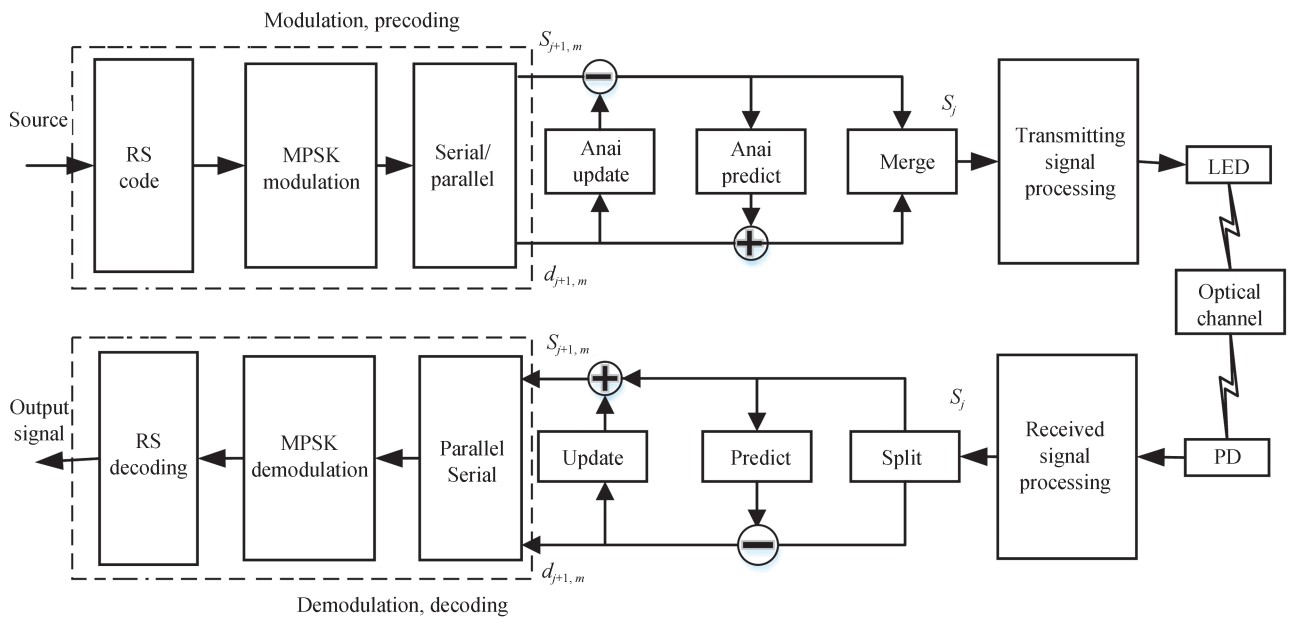 Modulation, precoding
Source
RS
code
MPSK
modulation
Serial/
parallel
S_{j+1, m}
d_{j+1, m}
Anai
update
Anai
predict
Merge
S_j
Transmitting
signal
processing
LED
Optical
channel
PD
Received
signal
processing
S_j
Split
Predict
Update
S_{j+1, m}
d_{j+1, m}
Parallel
Serial
MPSK
demodulation
RS
decoding
Output
signal
Demodulation, decoding